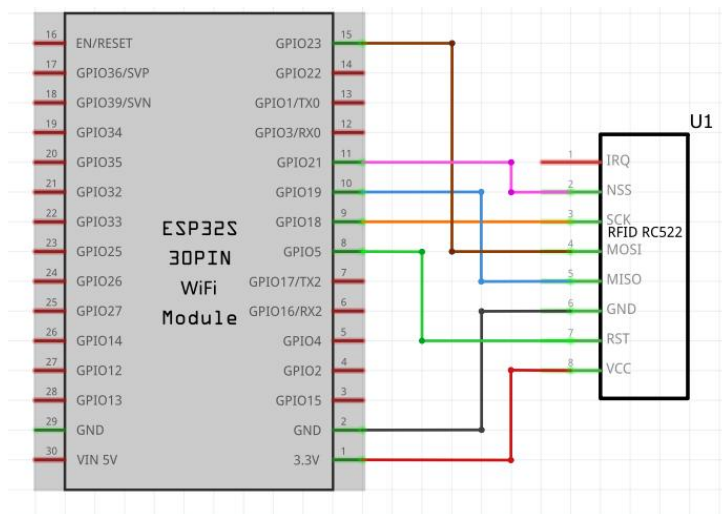 16 EN/RESET GPIO23 15
17 GPIO36/SVP GPIO22 14
18 GPIO39/SVN GPIO1/TX0 13
19 GPIO34 GPIO3/RX0 12
20 GPIO35 GPIO21 11
21 GPIO32 GPIO19 10
22 GPIO33 GPIO18 9
23 GPIO25 GPIO5 8
24 GPIO26 GPIO17/TX2 7
25 GPIO27 GPIO16/RX2 6
26 GPIO14 GPIO4 5
27 GPIO12 GPIO2 4
28 GPIO13 GPIO15 3
29 GND GND 2
30 VIN 5V 3.3V 1
ESP32S
30PIN
WiFi
Module
U1
1 IRQ
2 NSS
3 SCK
RFID RC522
4 MOSI
5 MISO
6 GND
7 RST
8 VCC